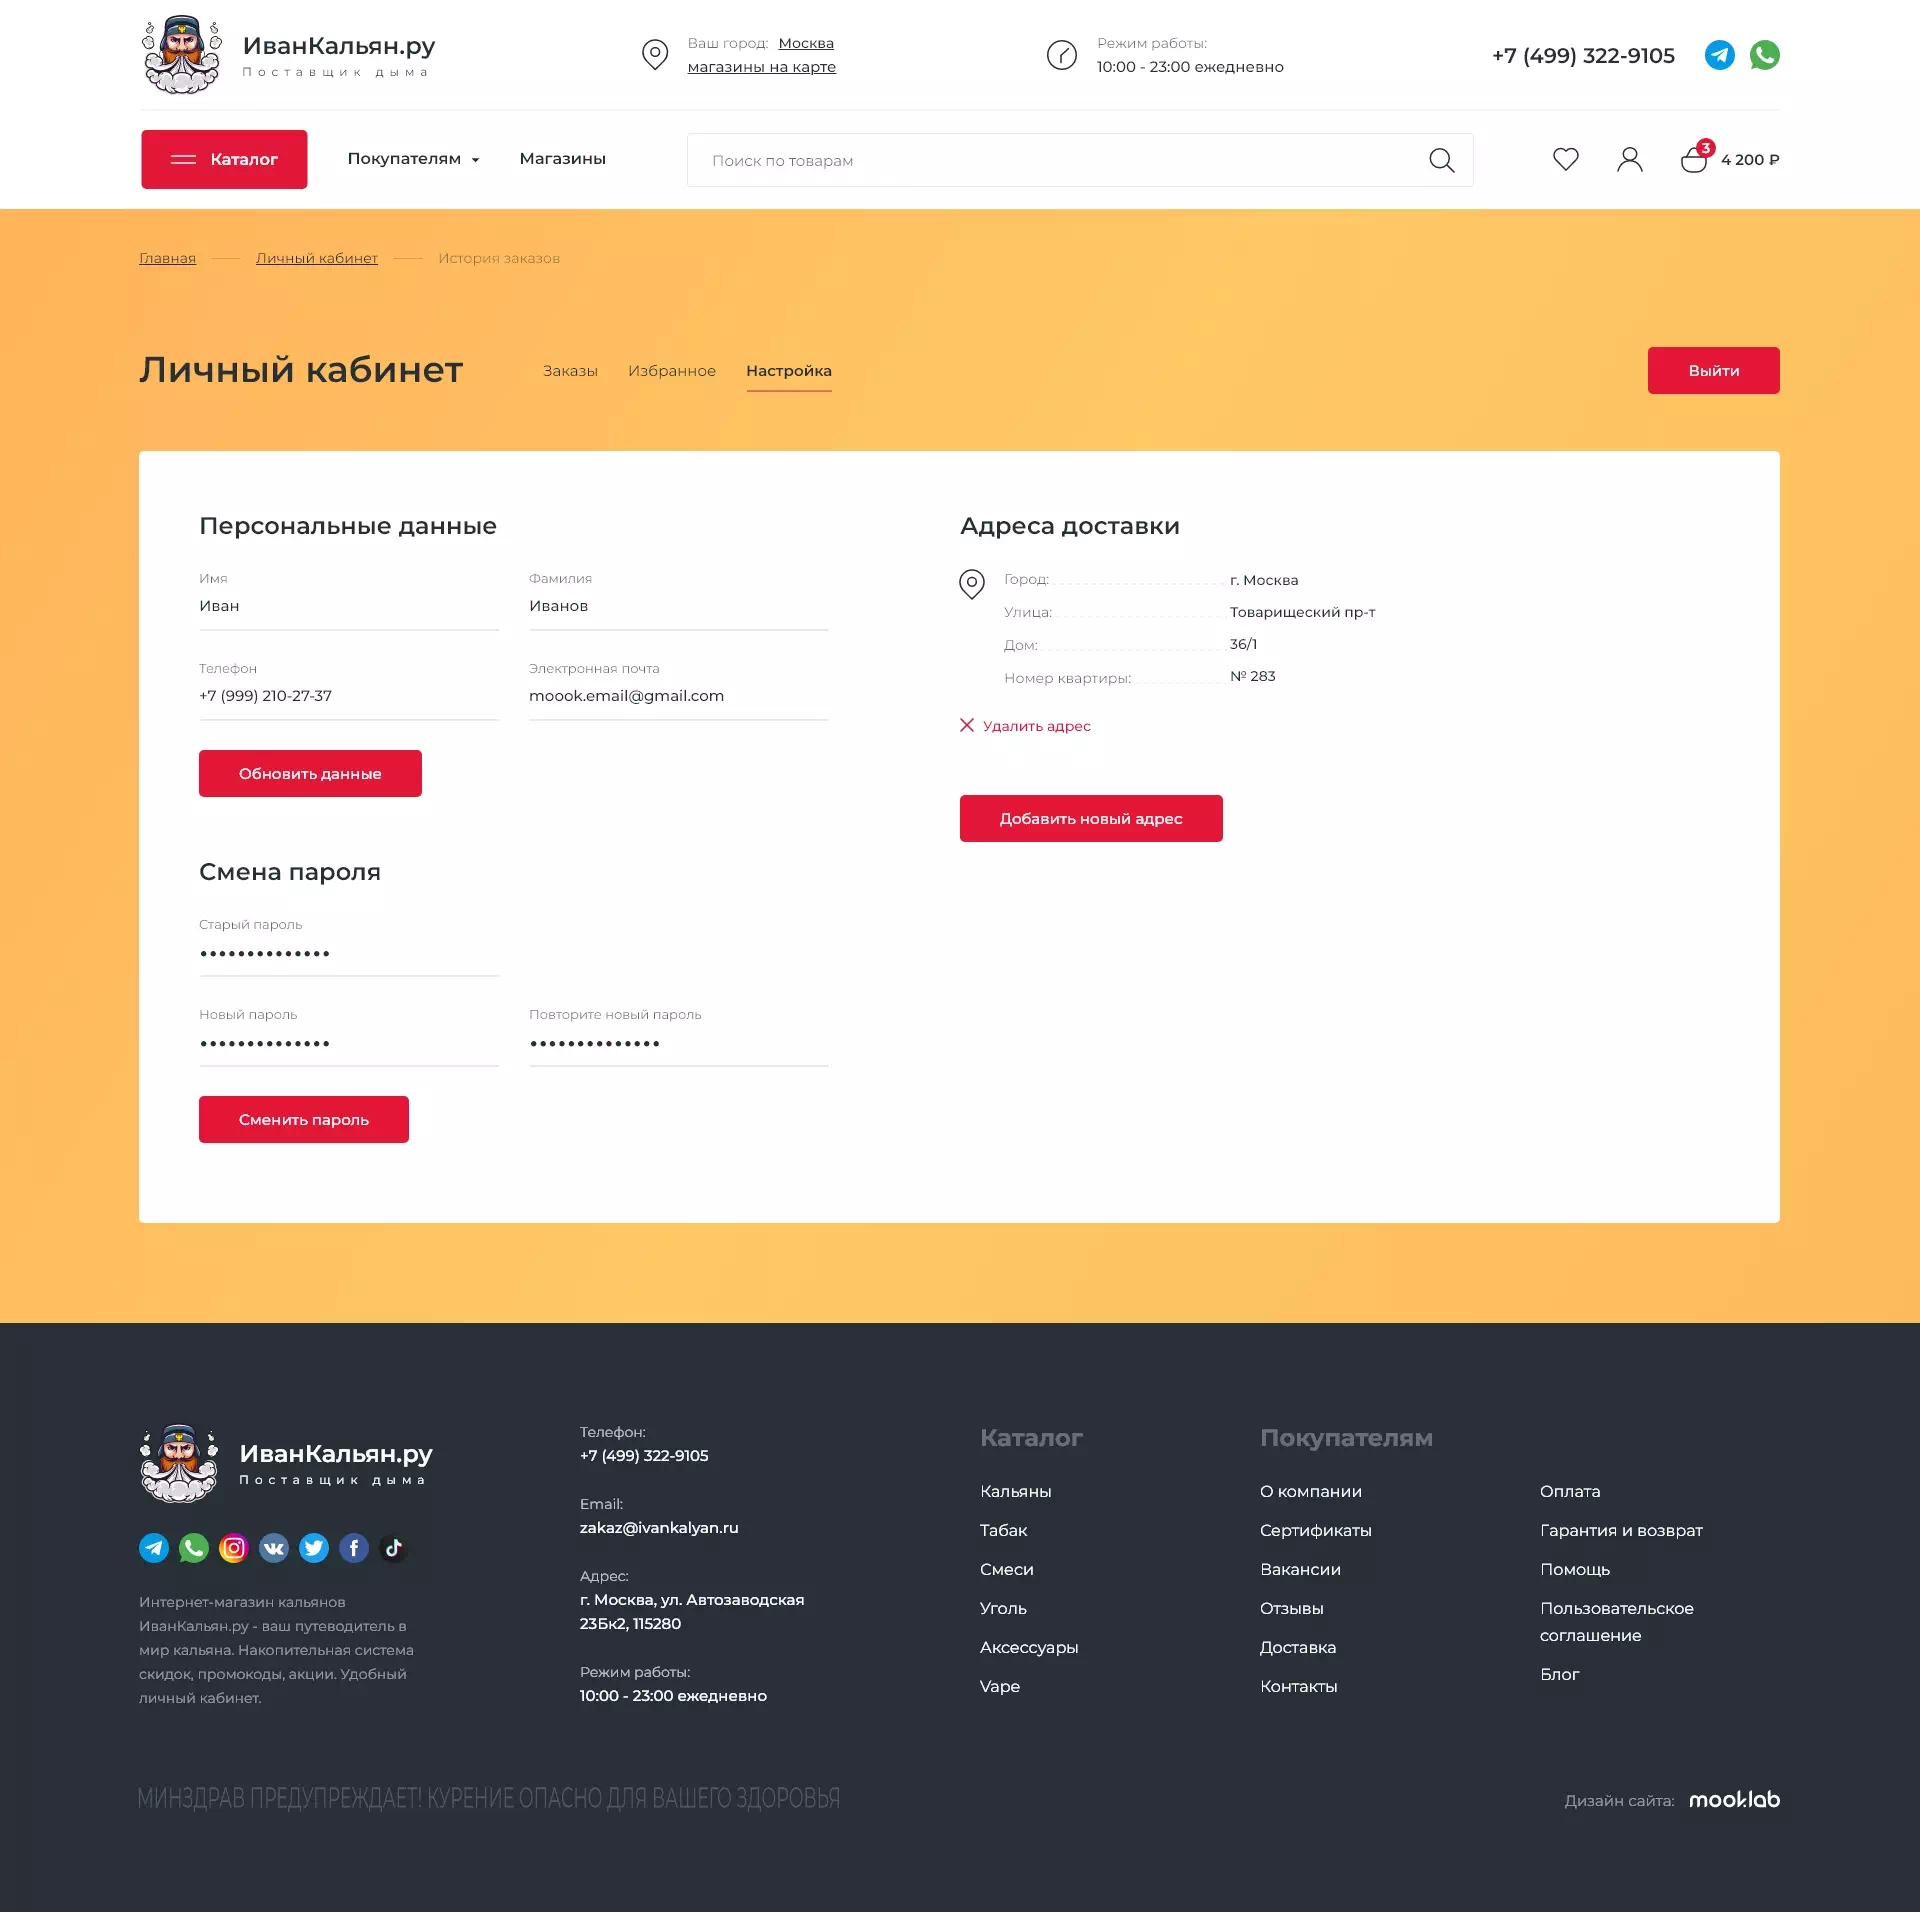 ИванКальян.ру
Поставщик дыма
Ваш город: Москва
магазины на карте
Режим работы:
10:00 - 23:00 ежедневно
+7 (499) 322-9105
Каталог
Покупателям
Магазины
Поиск по товарам
3
4 200 ₽
Главная
Личный кабинет
История заказов
Личный кабинет
Заказы
Избранное
Настройка
Выйти
Персональные данные
Имя
Иван
Фамилия
Иванов
Телефон
+7 (999) 210-27-37
Электронная почта
moook.email@gmail.com
Обновить данные
Смена пароля
Старый пароль
••••••••••••••
Новый пароль
••••••••••••••
Повторите новый пароль
••••••••••••••
Сменить пароль
Адреса доставки
Город: г. Москва
Улица: Товарищеский пр-т
Дом: 36/1
Номер квартиры: № 283
Удалить адрес
Добавить новый адрес
ИванКальян.ру
Поставщик дыма
Интернет-магазин кальянов
ИванКальян.ру - ваш путеводитель в
мир кальяна. Накопительная система
скидок, промокоды, акции. Удобный
личный кабинет.
Телефон:
+7 (499) 322-9105
Email:
zakaz@ivankalyan.ru
Адрес:
г. Москва, ул. Автозаводская
23Бк2, 115280
Режим работы:
10:00 - 23:00 ежедневно
Каталог
Кальяны
Табак
Смеси
Уголь
Аксессуары
Vape
Покупателям
О компании
Сертификаты
Вакансии
Отзывы
Доставка
Контакты
Оплата
Гарантия и возврат
Помощь
Пользовательское
соглашение
Блог
МИНЗДРАВ ПРЕДУПРЕЖДАЕТ! КУРЕНИЕ ОПАСНО ДЛЯ ВАШЕГО ЗДОРОВЬЯ
Дизайн сайта: mook.lab